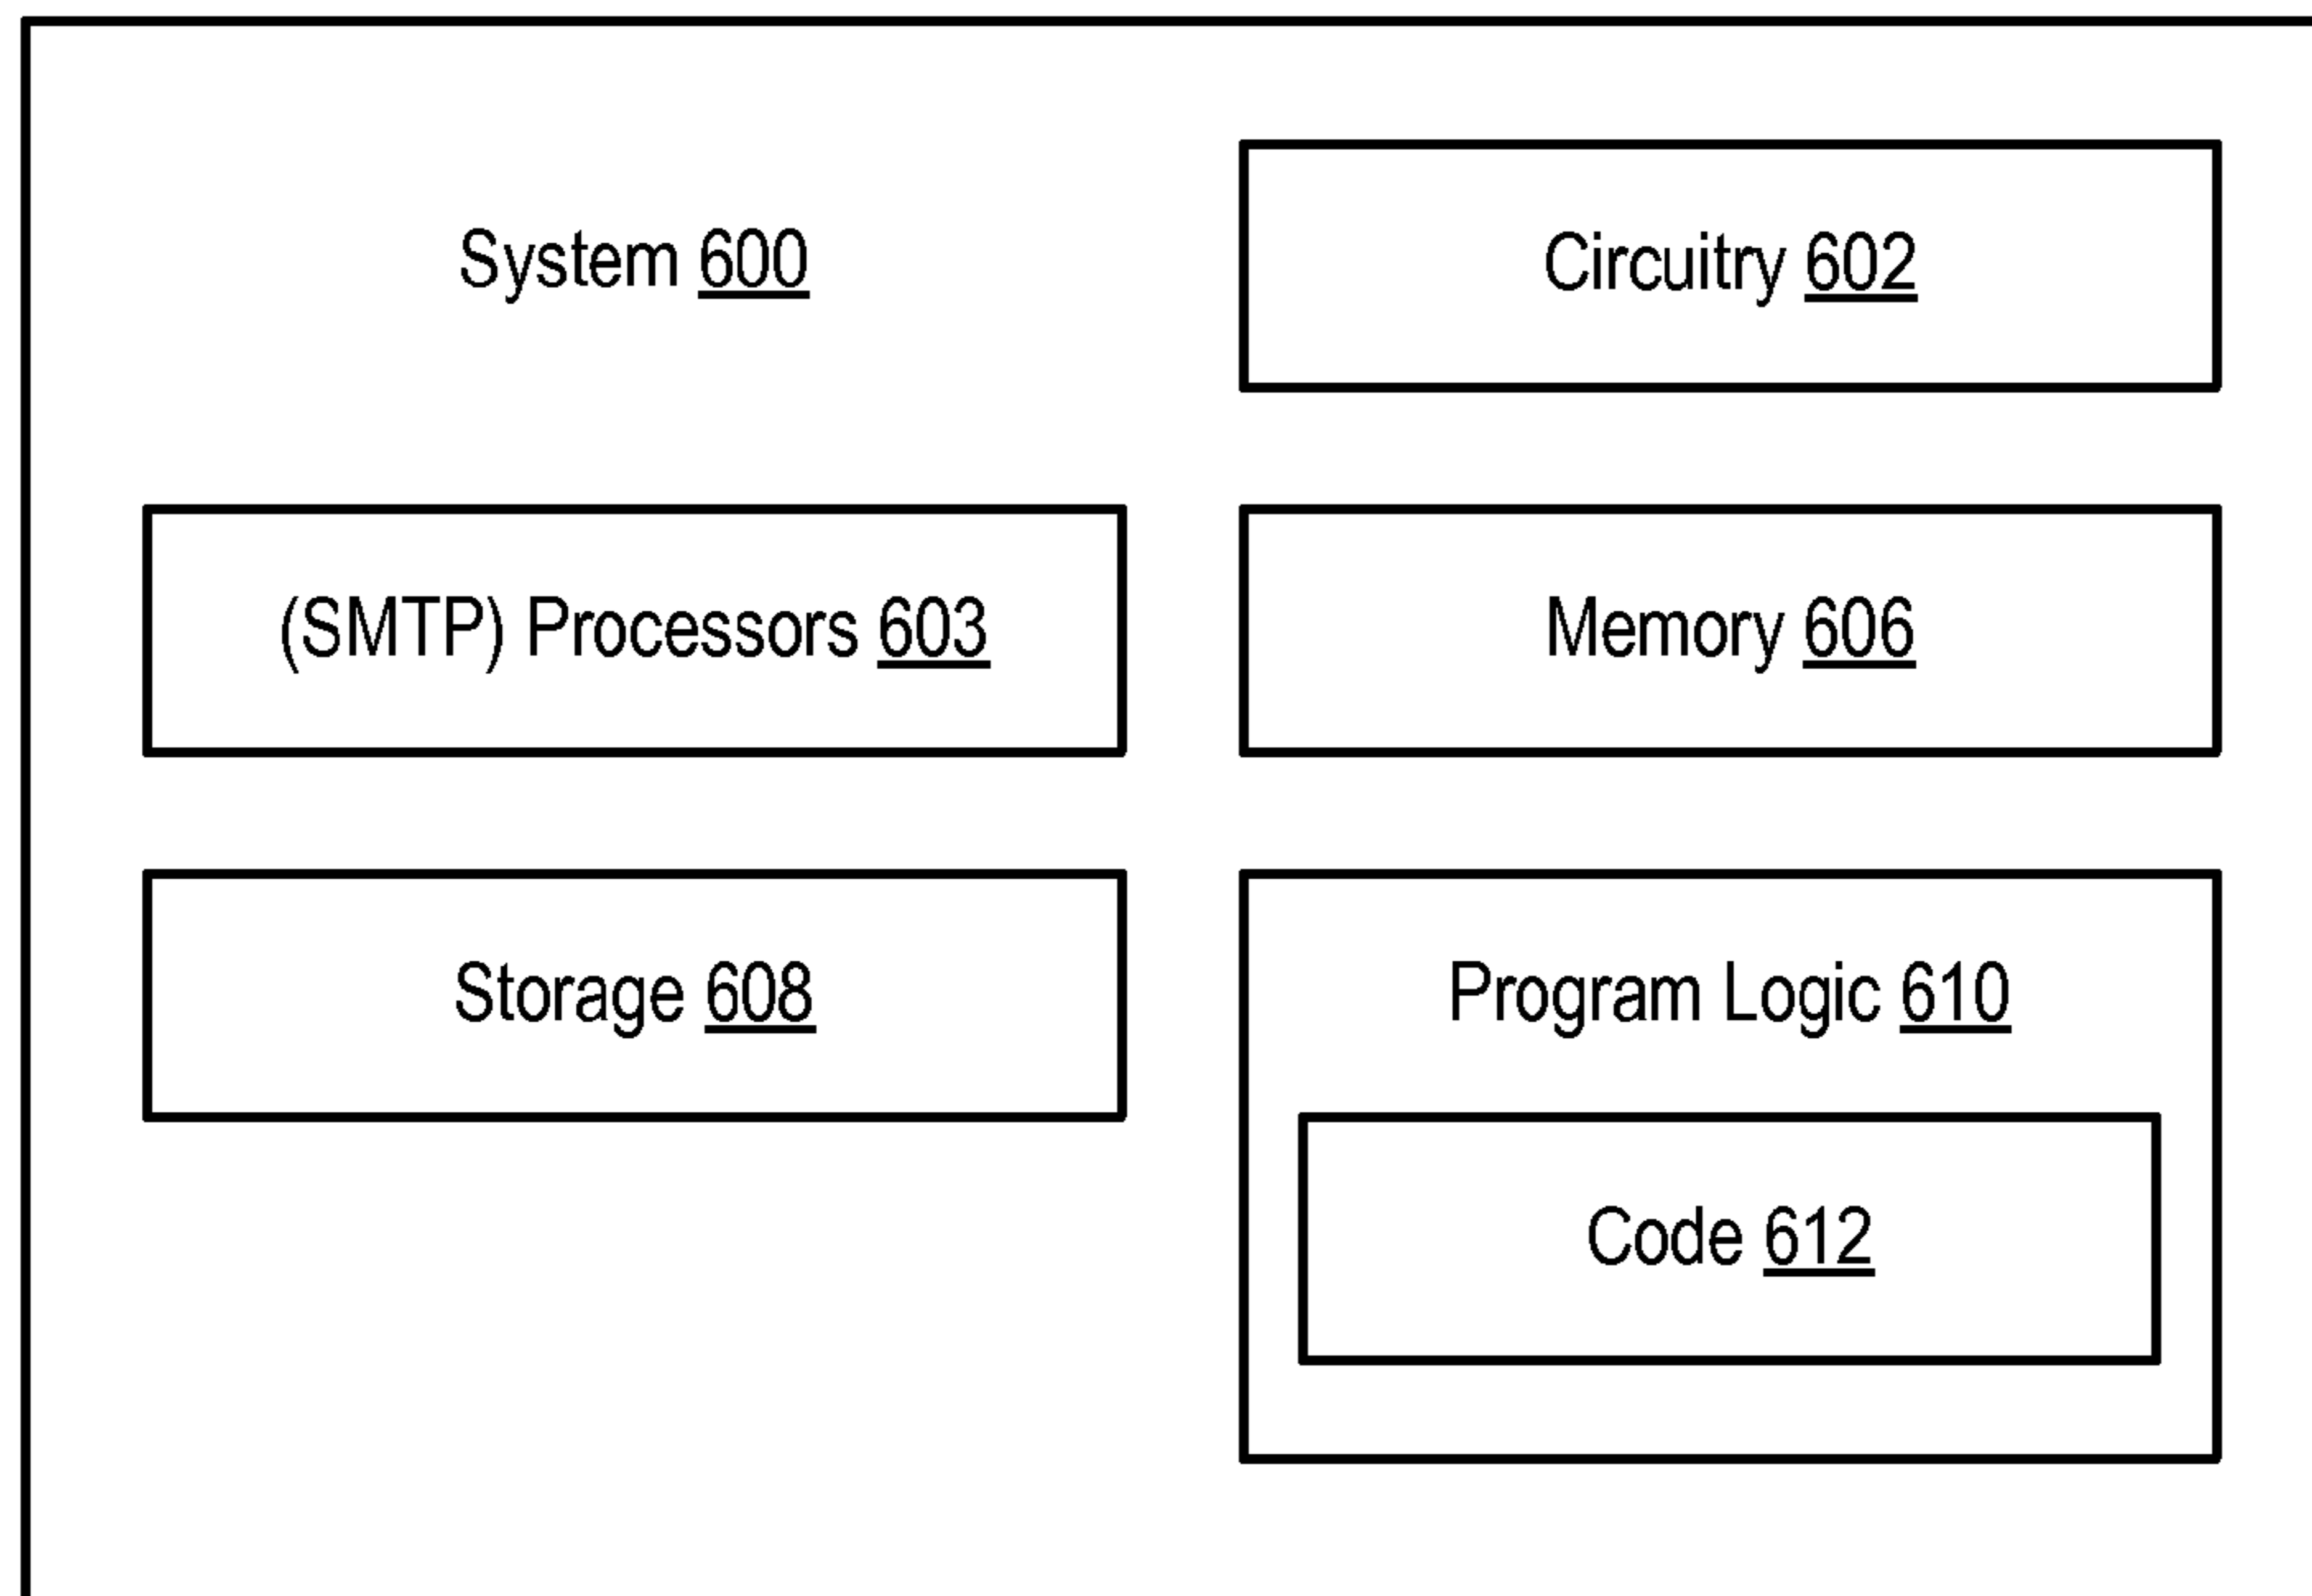 System 600
Circuitry 602
(SMTP) Processors 603
Memory 606
Storage 608
Program Logic 610
Code 612